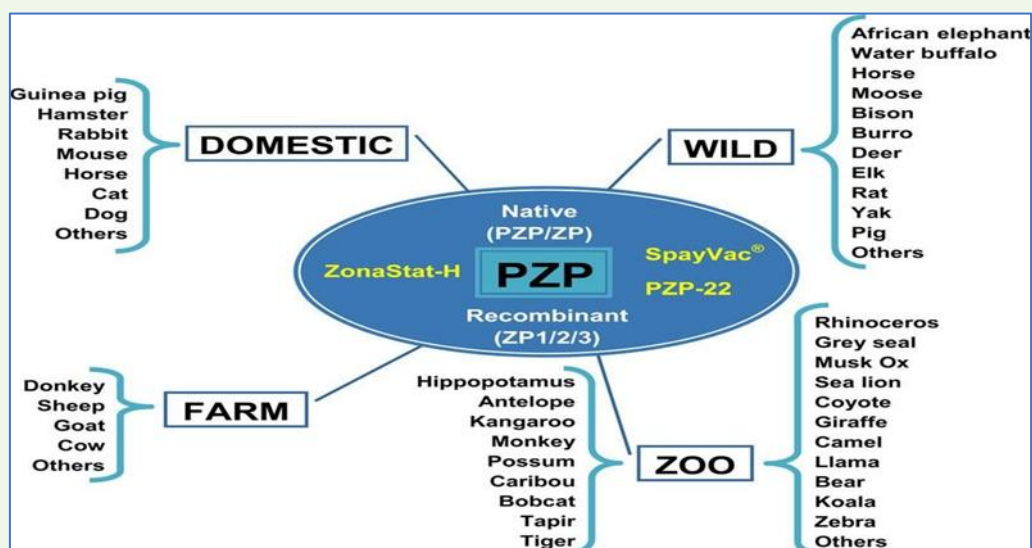 Guinea pig
Hamster
Rabbit
Mouse
Horse
Cat
Dog
Others
DOMESTIC
WILD
African elephant
Water buffalo
Horse
Moose
Bison
Burro
Deer
Elk
Rat
Yak
Pig
Others
Native
(PZP/ZP)
ZonaStat-H
PZP
SpayVac®
PZP-22
Recombinant
(ZP1/2/3)
Donkey
Sheep
Goat
Cow
Others
FARM
Hippopotamus
Antelope
Kangaroo
Monkey
Possum
Caribou
Bobcat
Tapir
Tiger
ZOO
Rhinoceros
Grey seal
Musk Ox
Sea lion
Coyote
Giraffe
Camel
Llama
Bear
Koala
Zebra
Others